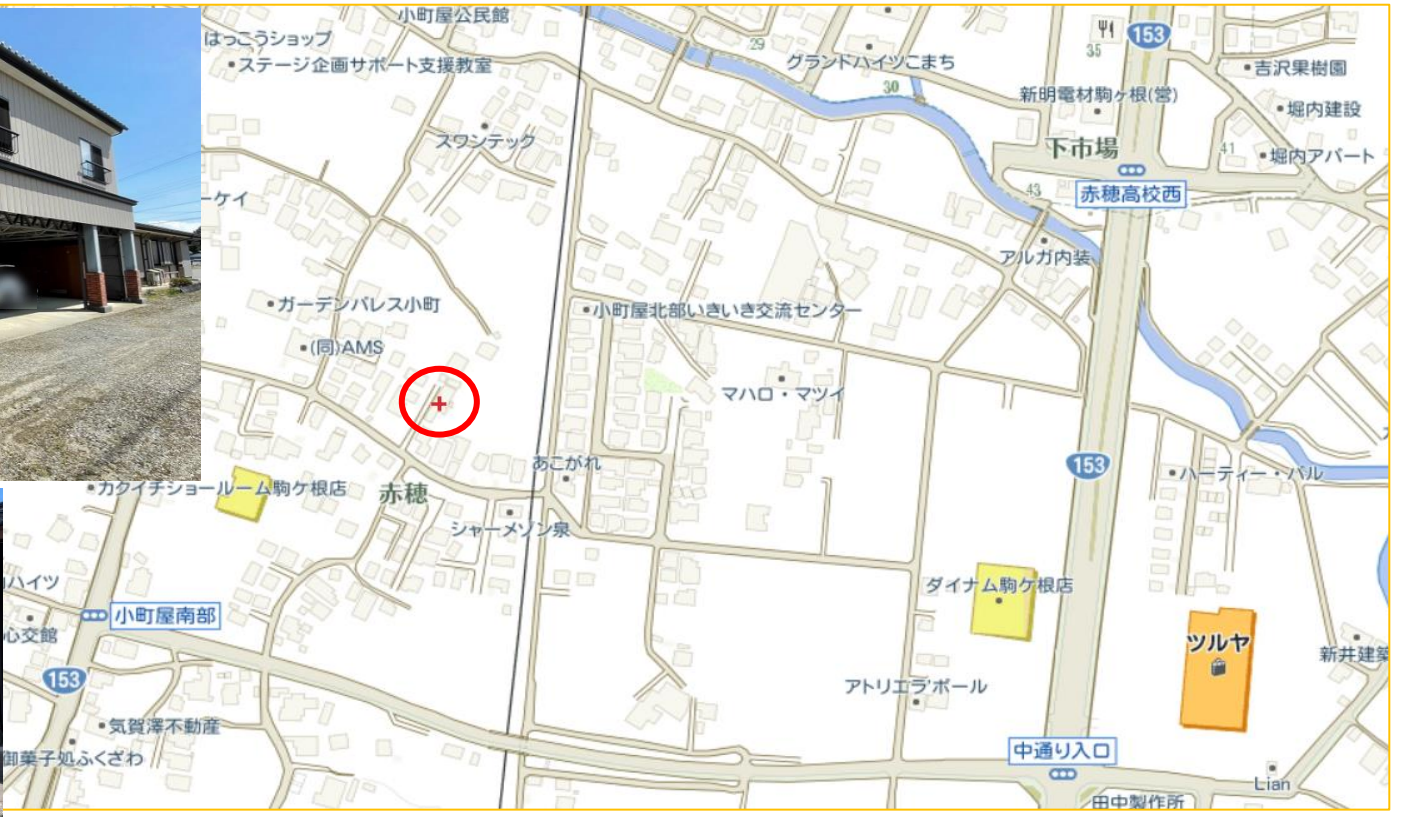 小町屋公民館
はっこうショップ
ステージ企画サポート支援教室
29
グランドハイツこまち
30
35
153
吉沢果樹園
新明電材駒ヶ根(営)
堀内建設
スワンテック
下市場
41
堀内アパート
43
赤穂高校西
ーケイ
アルガ内装
ガーデンパレス小町
小町屋北部いきいき交流センター
(同)AMS
マハロ・マツイ
あこがれ
153
ハーティー・パル
カクイチショールーム駒ケ根店
赤穂
シャーメゾン泉
ダイナム駒ケ根店
ハイツ
小町屋南部
心交館
ツルヤ
新井建築
153
アトリエラ'ポール
気賀澤不動産
御菓子処ふくざわ
中通り入口
Lian
田中製作所